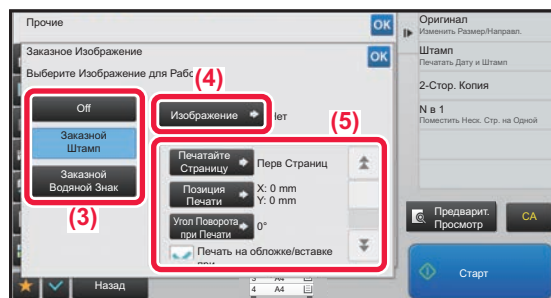 Прочие
OK
Заказное Изображение
OK
Выберите Изображение для
(4)
Off
Заказной
Штамп
Заказной
Водяной Знак
(3)
Изображение
Нет
(5)
Печатайте
Страницу
Перв Страниц
Позиция
Печати
X: 0 mm
Y: 0 mm
Угол Поворота
при Печати
0°
Печать на обложке/вставке
при
Назад
3 A4
4 A4
Оригинал
Изменить Размер/Направл.
Штамп
Печатать Дату и Штамп
2-Стор. Копия
N в 1
Поместить Неск. Стр. на Одной
Предварит.
Просмотр
CA
Старт